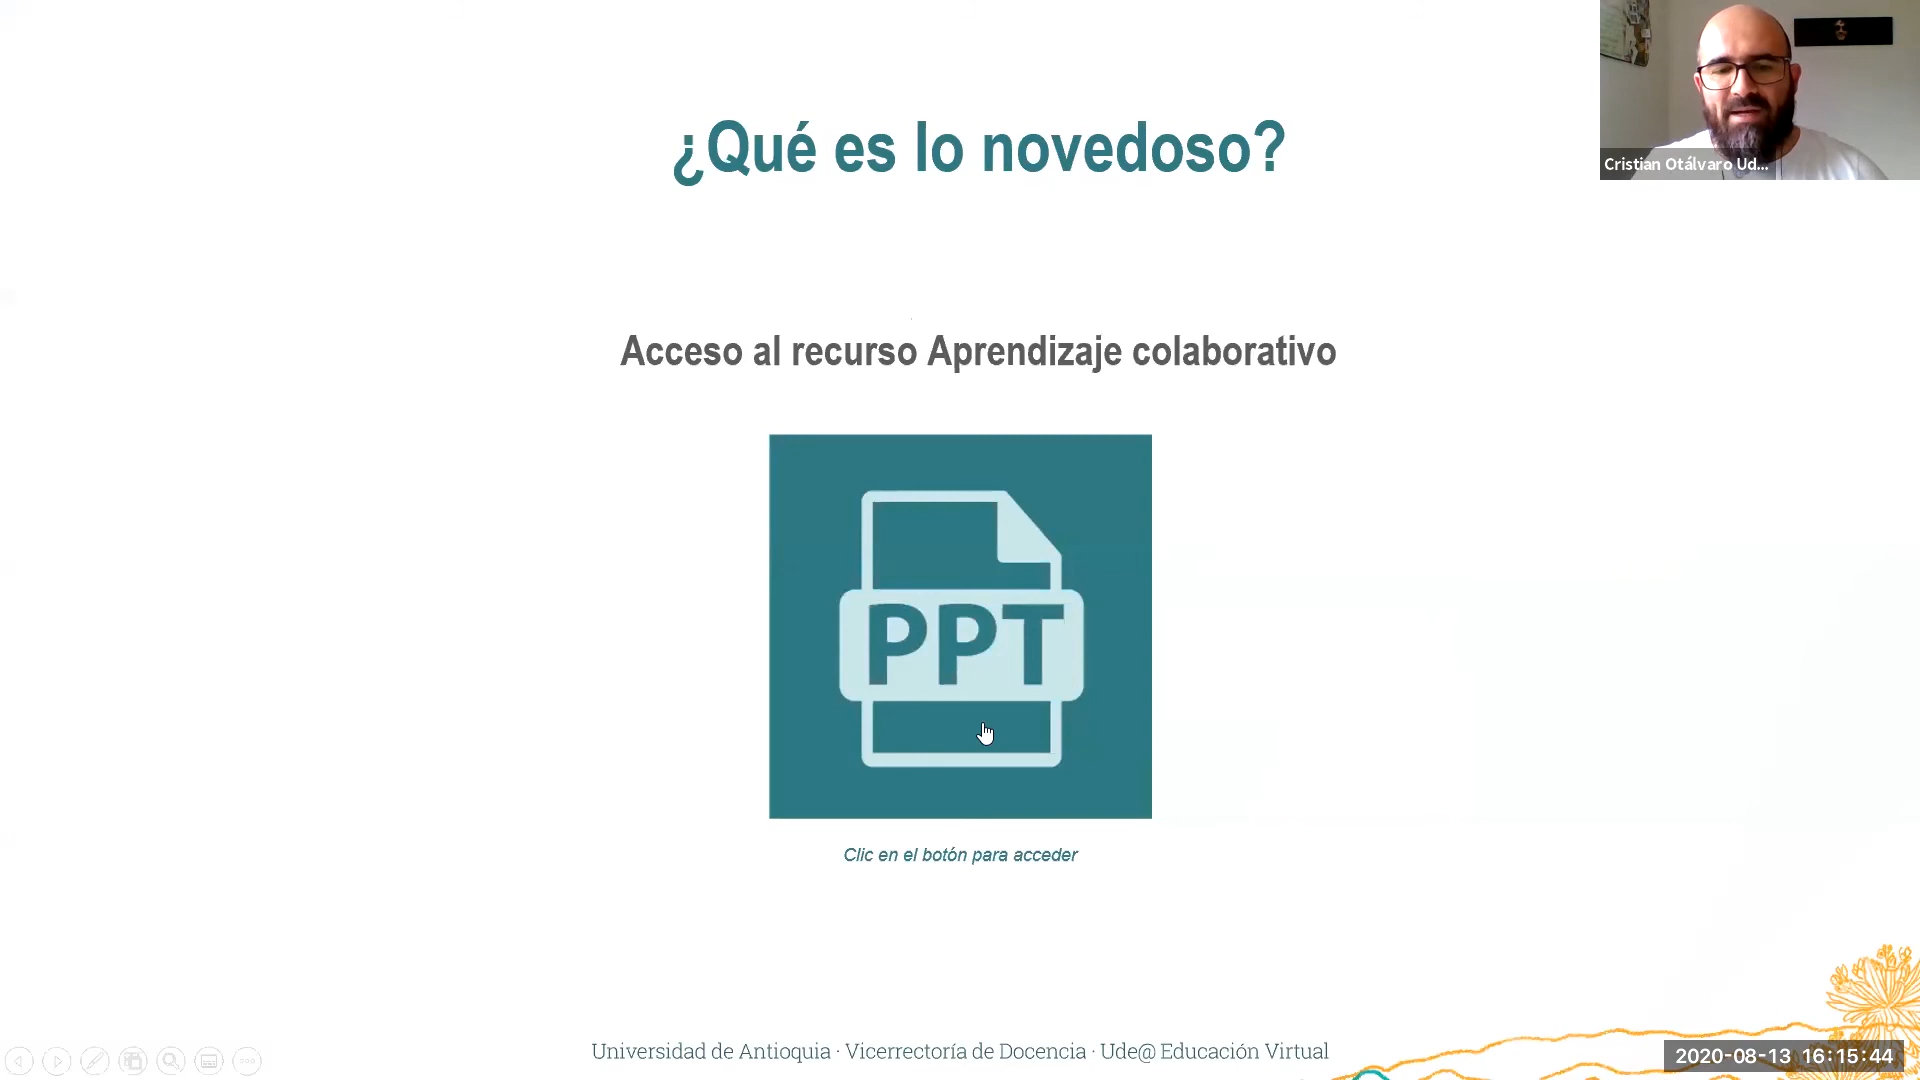 ¿Qué es lo novedoso?
Cristian Otálvaro Ud...
Acceso al recurso Aprendizaje colaborativo
PPT
Clic en el botón para acceder
Universidad de Antioquia · Vicerrectoría de Docencia · Ude@ Educación Virtual
2020-08-13 16:15:44